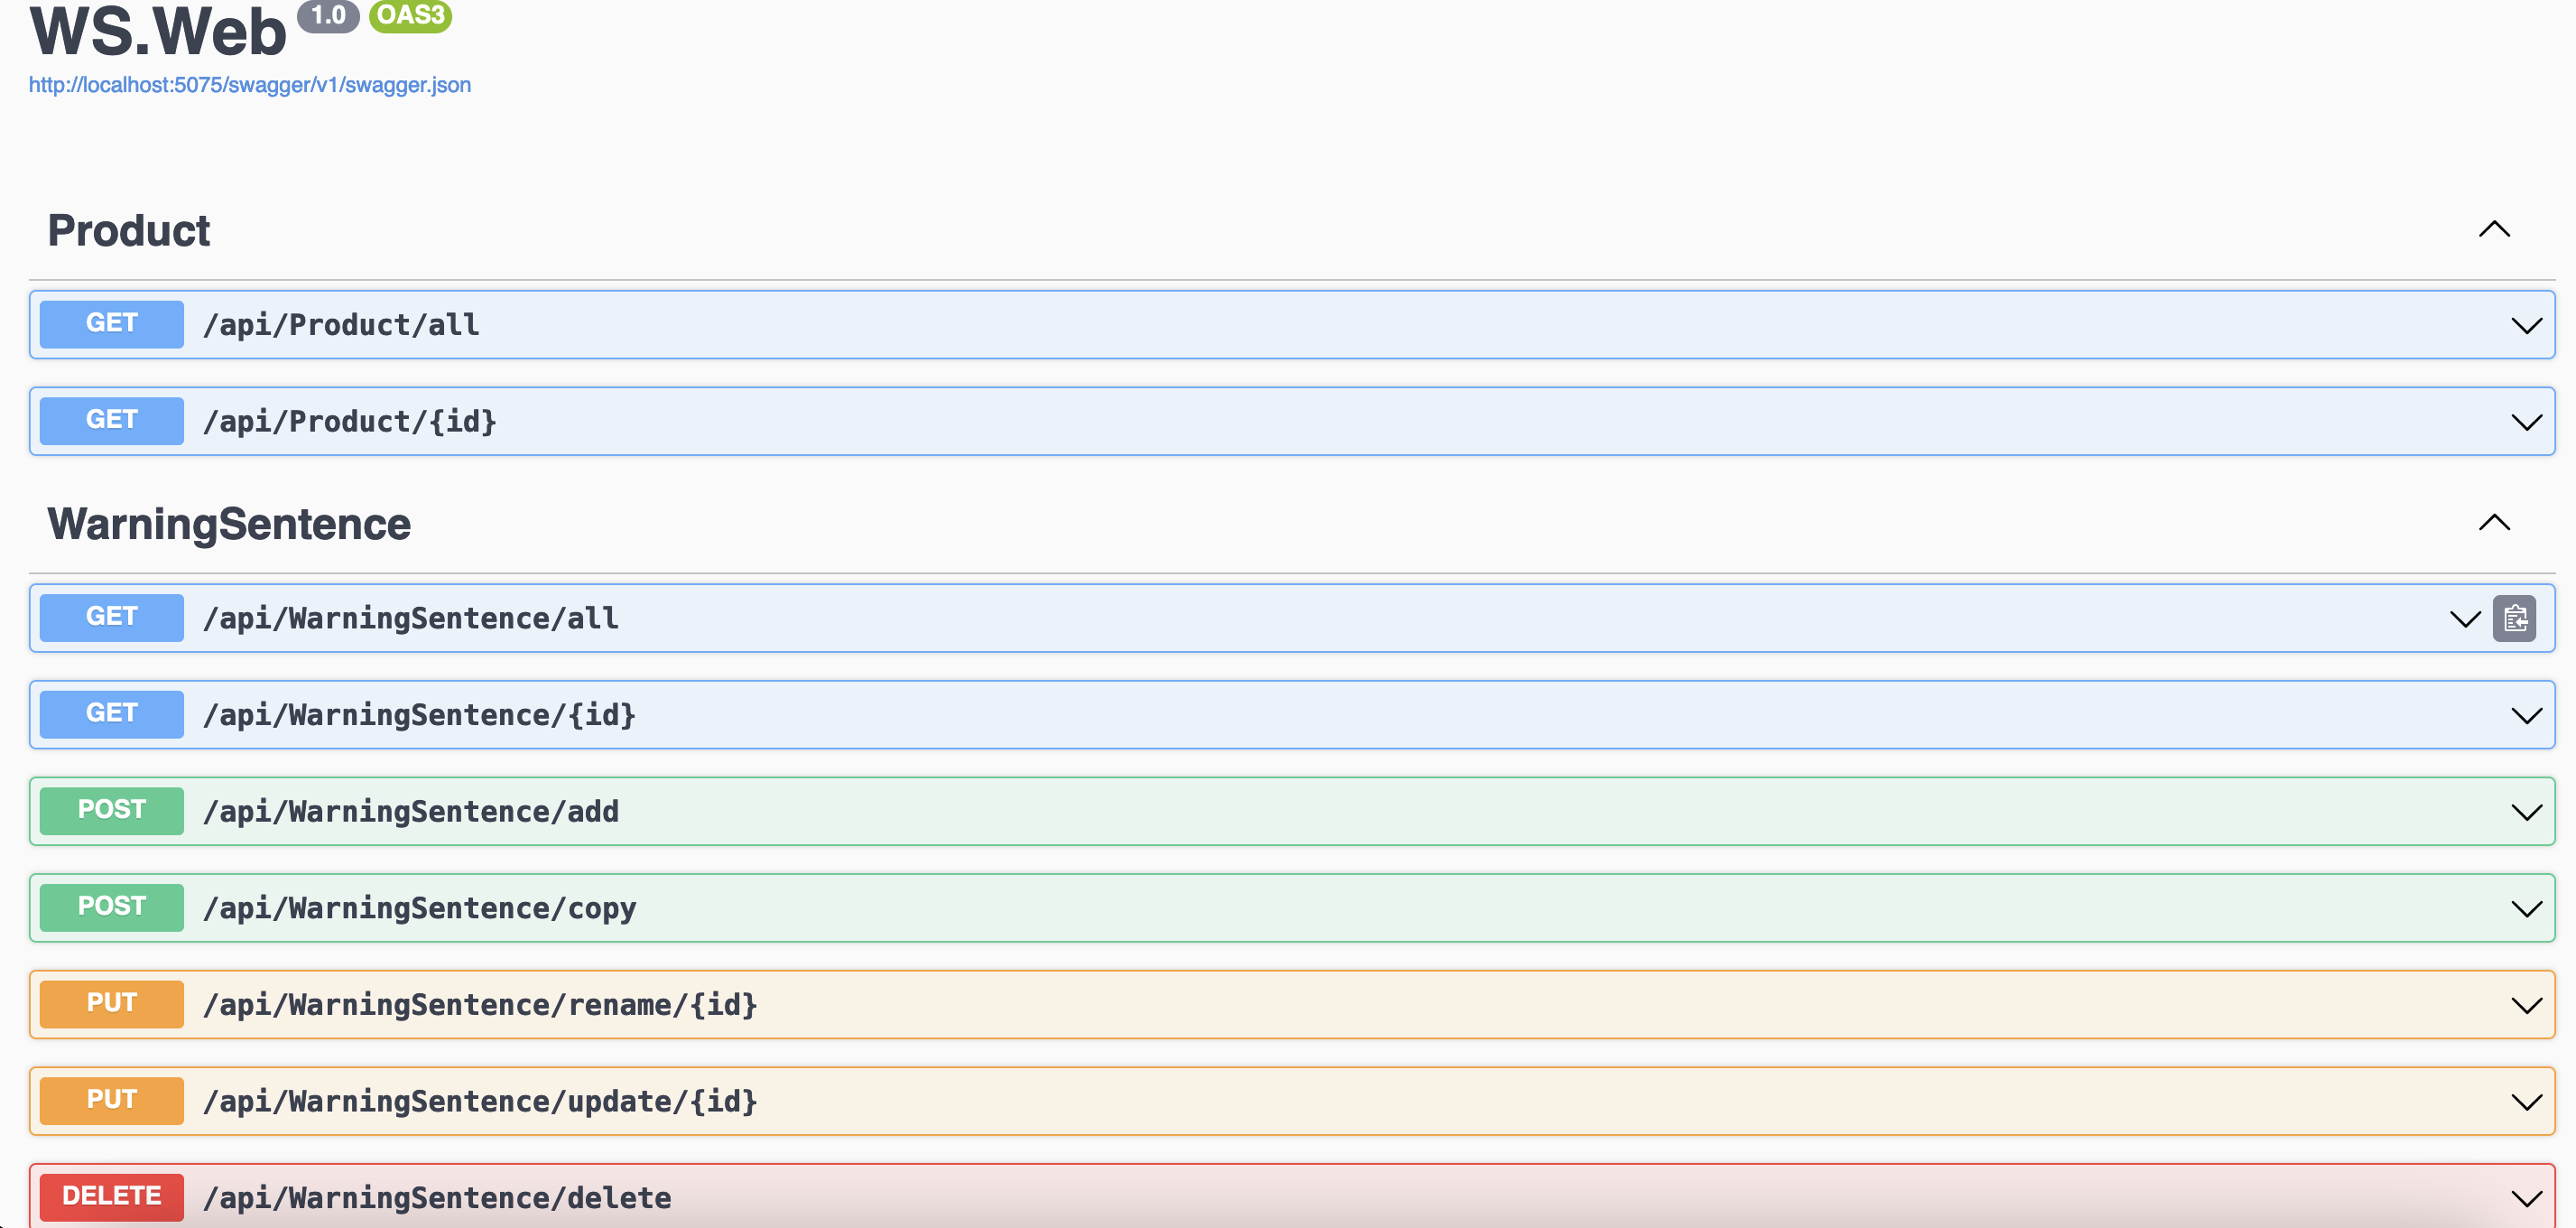 WS.Web 1.0 OAS3
http://localhost:5075/swagger/v1/swagger.json
Product
GET /api/Product/all
GET /api/Product/{id}
WarningSentence
GET /api/WarningSentence/all
GET /api/WarningSentence/{id}
POST /api/WarningSentence/add
POST /api/WarningSentence/copy
PUT /api/WarningSentence/rename/{id}
PUT /api/WarningSentence/update/{id}
DELETE /api/WarningSentence/delete